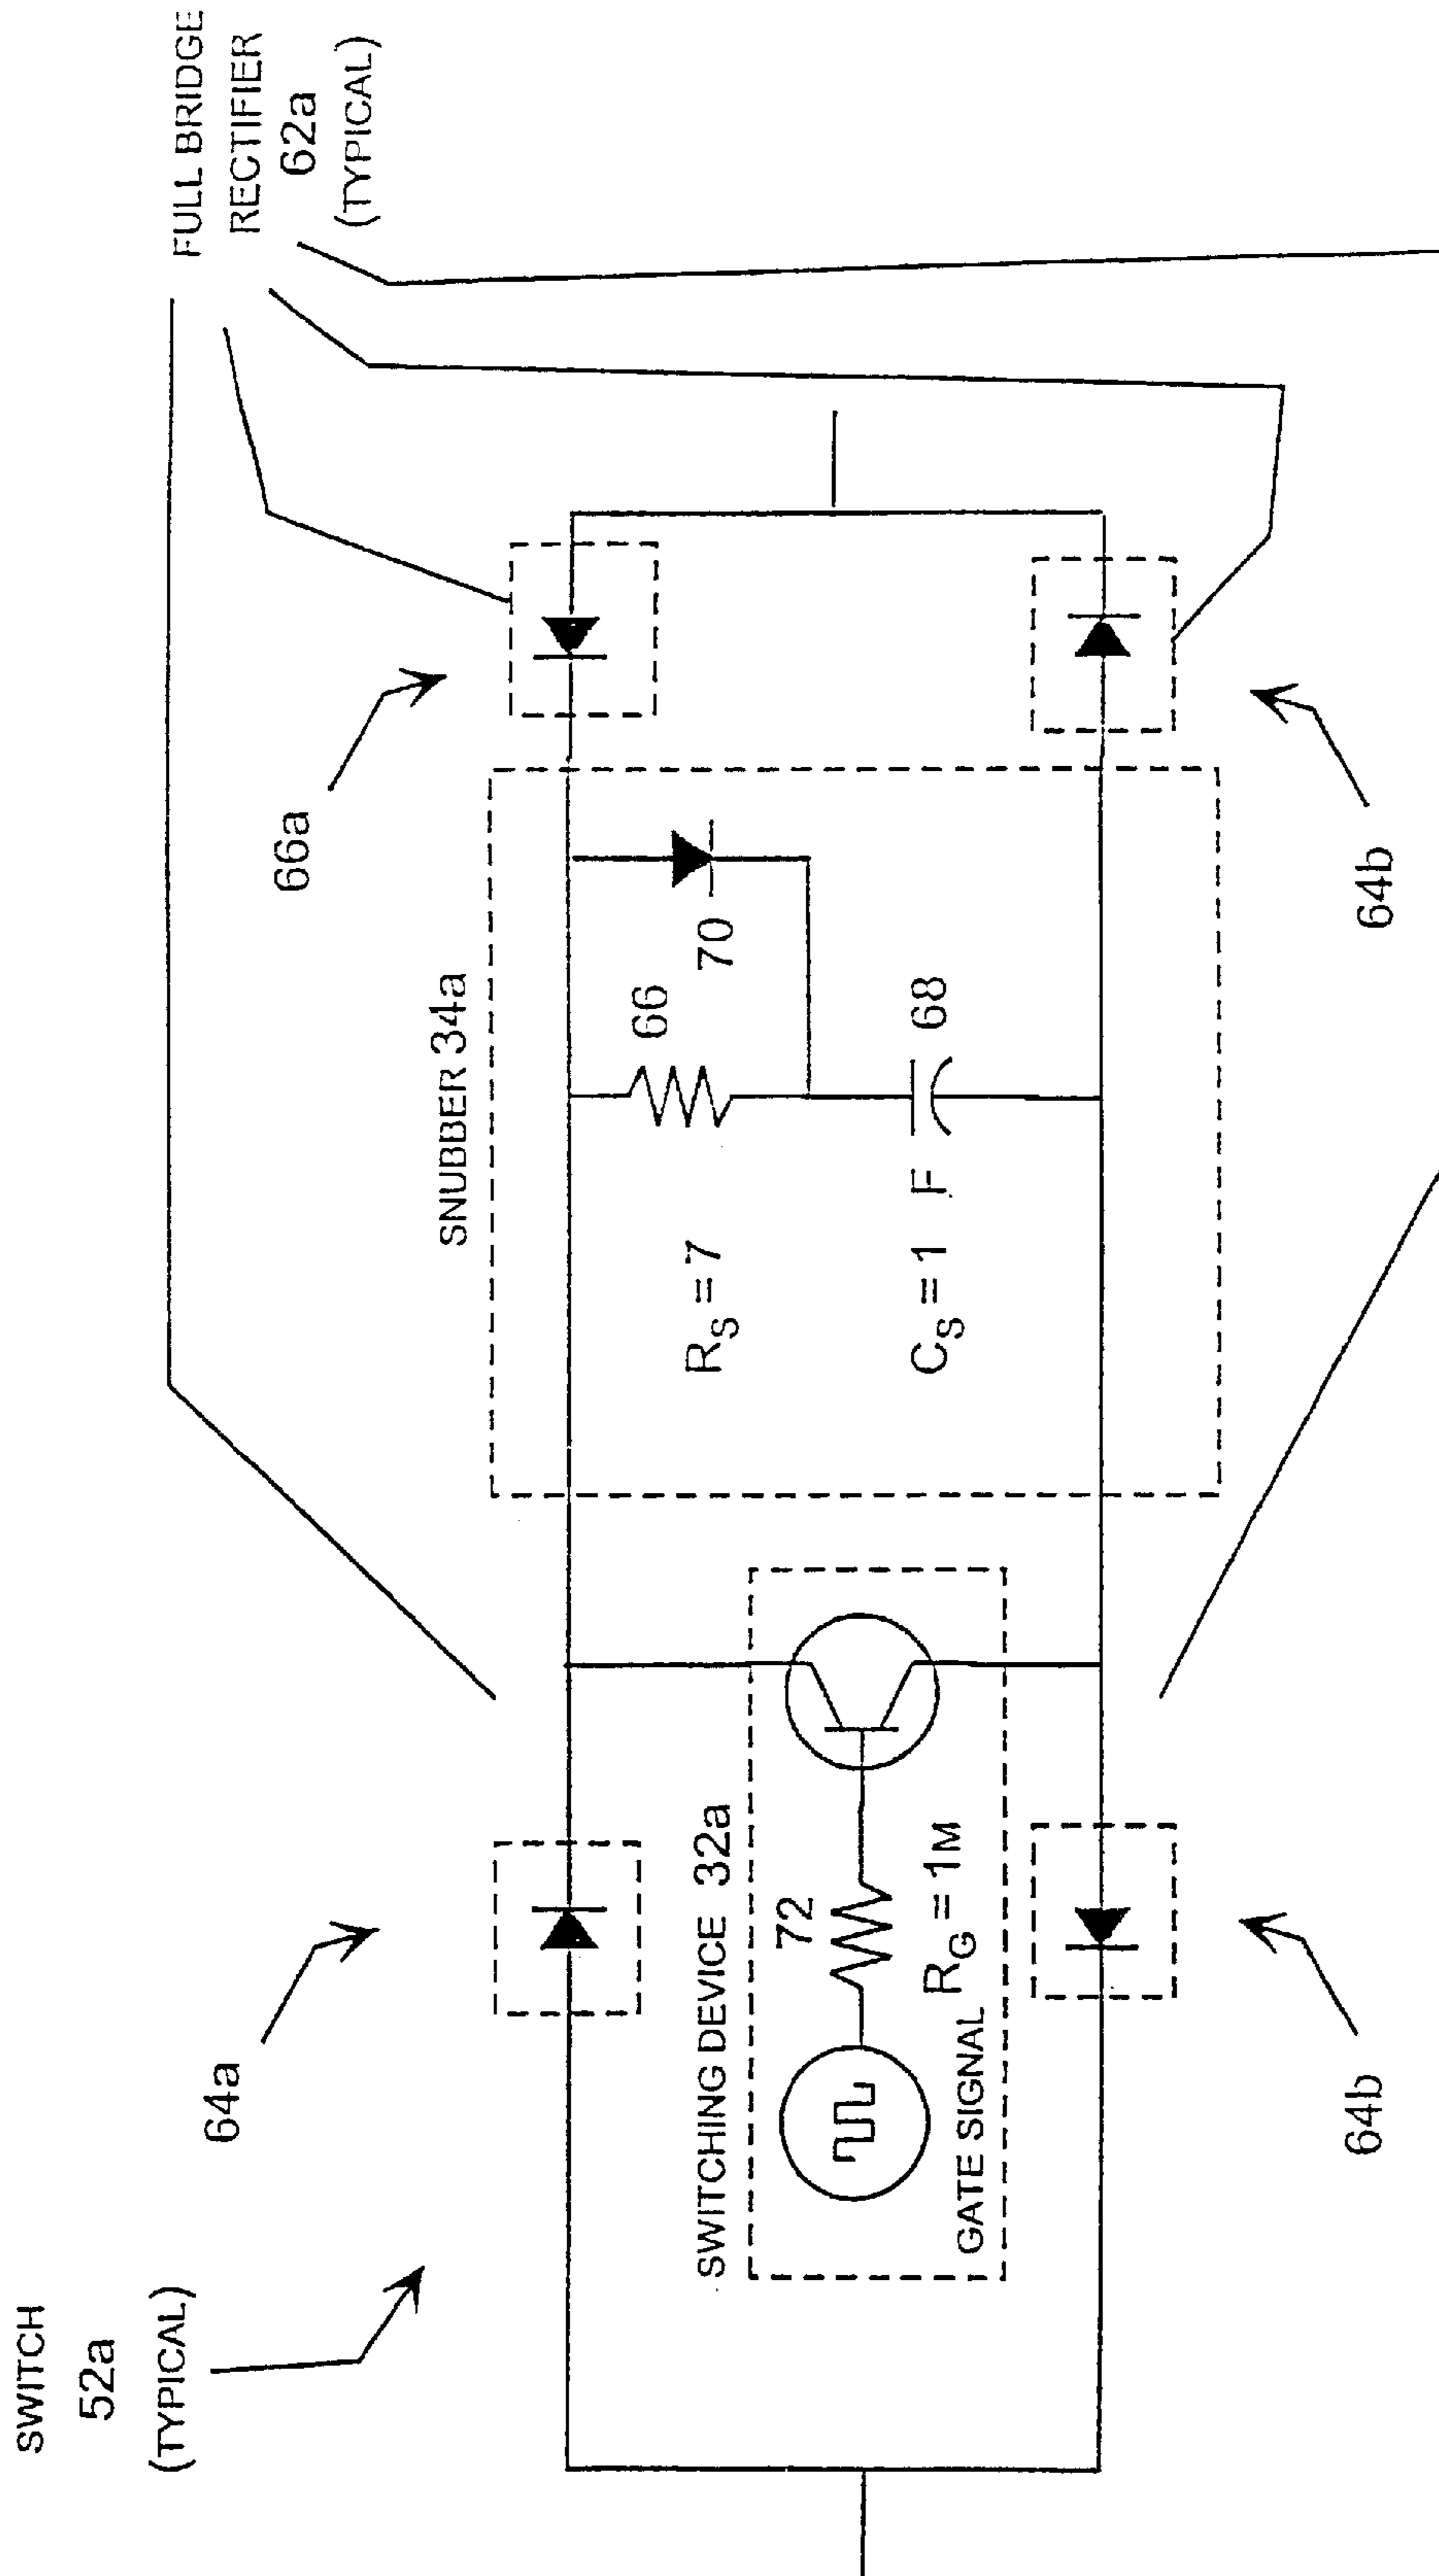 SWITCH
52a
(TYPICAL)
FULL BRIDGE
RECTIFIER
62a
(TYPICAL)
64a
66a
SNUBBER 34a
SWITCHING DEVICE 32a
72
R_G = 1M
GATE SIGNAL
R_S = 7
66
70
C_S = 1 F
68
64b
64b